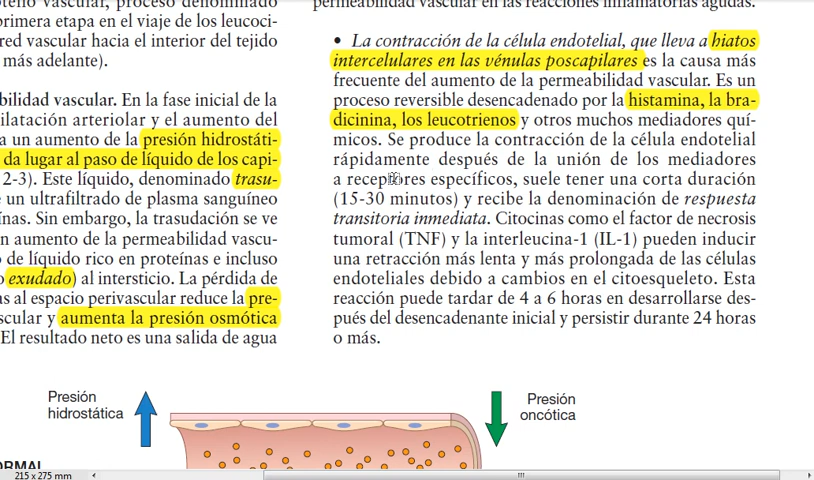 primera etapa en el viaje de los leucoci-
red vascular hacia el interior del tejido
más adelante).
bilidad vascular. En la fase inicial de la
ilatación arteriolar y el aumento del
a un aumento de la presión hidrostáti-
da lugar al paso de líquido de los capi-
2-3). Este líquido, denominado trasu-
un ultrafiltrado de plasma sanguíneo
ínas. Sin embargo, la trasudación se ve
n aumento de la permeabilidad vascu-
o de líquido rico en proteínas e incluso
o exudado) al intersticio. La pérdida de
as al espacio perivascular reduce la pre-
scular y aumenta la presión osmótica
El resultado neto es una salida de agua
permeabilidad vascular en las reacciones inflamatorias agudas.
• La contracción de la célula endotelial, que lleva a hiatos
intercelulares en las vénulas poscapilares es la causa más
frecuente del aumento de la permeabilidad vascular. Es un
proceso reversible desencadenado por la histamina, la bra-
dicinina, los leucotrienos y otros muchos mediadores quí-
micos. Se produce la contracción de la célula endotelial
rápidamente después de la unión de los mediadores
a receptores específicos, suele tener una corta duración
(15-30 minutos) y recibe la denominación de respuesta
transitoria inmediata. Citocinas como el factor de necrosis
tumoral (TNF) y la interleucina-1 (IL-1) pueden inducir
una retracción más lenta y más prolongada de las células
endoteliales debido a cambios en el citoesqueleto. Esta
reacción puede tardar de 4 a 6 horas en desarrollarse des-
pués del desencadenante inicial y persistir durante 24 horas
o más.
Presión
hidrostática
Presión
oncótica
ORMAL
215 x 275 mm